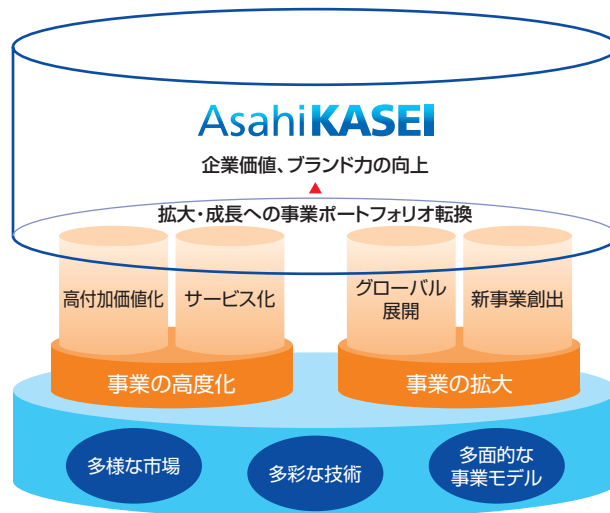 AsahiKASEI
企業価値、ブランド力の向上
▲
拡大・成長への事業ポートフォリオ転換
高付加価値化
サービス化
グローバル
展開
新事業創出
事業の高度化
事業の拡大
多様な市場
多彩な技術
多面的な
事業モデル